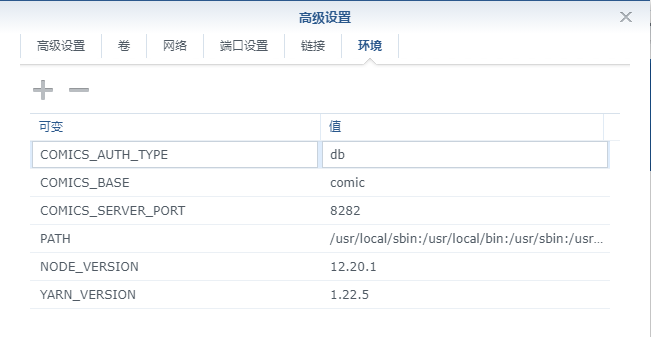 高级设置
高级设置 卷 网络 端口设置 链接 环境
可变 值
COMICS_AUTH_TYPE db
COMICS_BASE comic
COMICS_SERVER_PORT 8282
PATH /usr/local/sbin:/usr/local/bin:/usr/sbin:/usr...
NODE_VERSION 12.20.1
YARN_VERSION 1.22.5